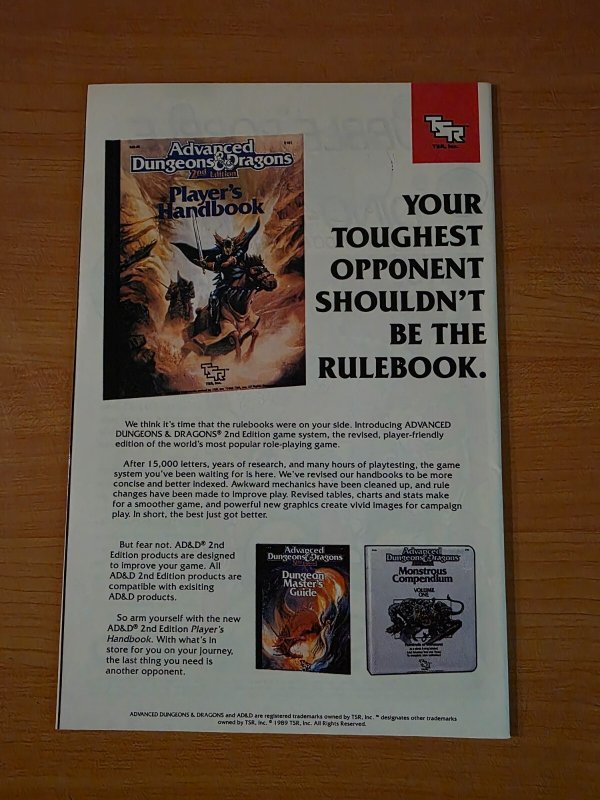 TSR
TSR, Inc.
Advanced
Dungeons & Dragons
2nd Edition
Player's
Handbook
TSR
TSR, Inc.
YOUR
TOUGHEST
OPPONENT
SHOULDN'T
BE THE
RULEBOOK.
We think it's time that the rulebooks were on your side. Introducing ADVANCED
DUNGEONS & DRAGONS® 2nd Edition game system, the revised, player-friendly
edition of the world's most popular role-playing game.
After 15,000 letters, years of research, and many hours of playtesting, the game
system you've been waiting for is here. We've revised our handbooks to be more
concise and better indexed. Awkward mechanics have been cleaned up, and rule
changes have been made to improve play. Revised tables, charts and stats make
for a smoother game, and powerful new graphics create vivid images for campaign
play. In short, the best just got better.
But fear not. AD&D® 2nd
Edition products are designed
to improve your game. All
AD&D 2nd Edition products are
compatible with exisiting
AD&D products.
So arm yourself with the new
AD&D® 2nd Edition Player's
Handbook. With what's in
store for you on your journey,
the last thing you need is
another opponent.
Advanced
Dungeons & Dragons
2nd Edition
Dungeon
Master's
Guide
Advanced
Dungeons & Dragons
Monstrous
Compendium
VOLUME
ONE
TSR
ADVANCED DUNGEONS & DRAGONS and AD&D are registered trademarks owned by TSR, Inc. ™ designates other trademarks
owned by TSR, Inc. © 1989 TSR, Inc. All Rights Reserved.